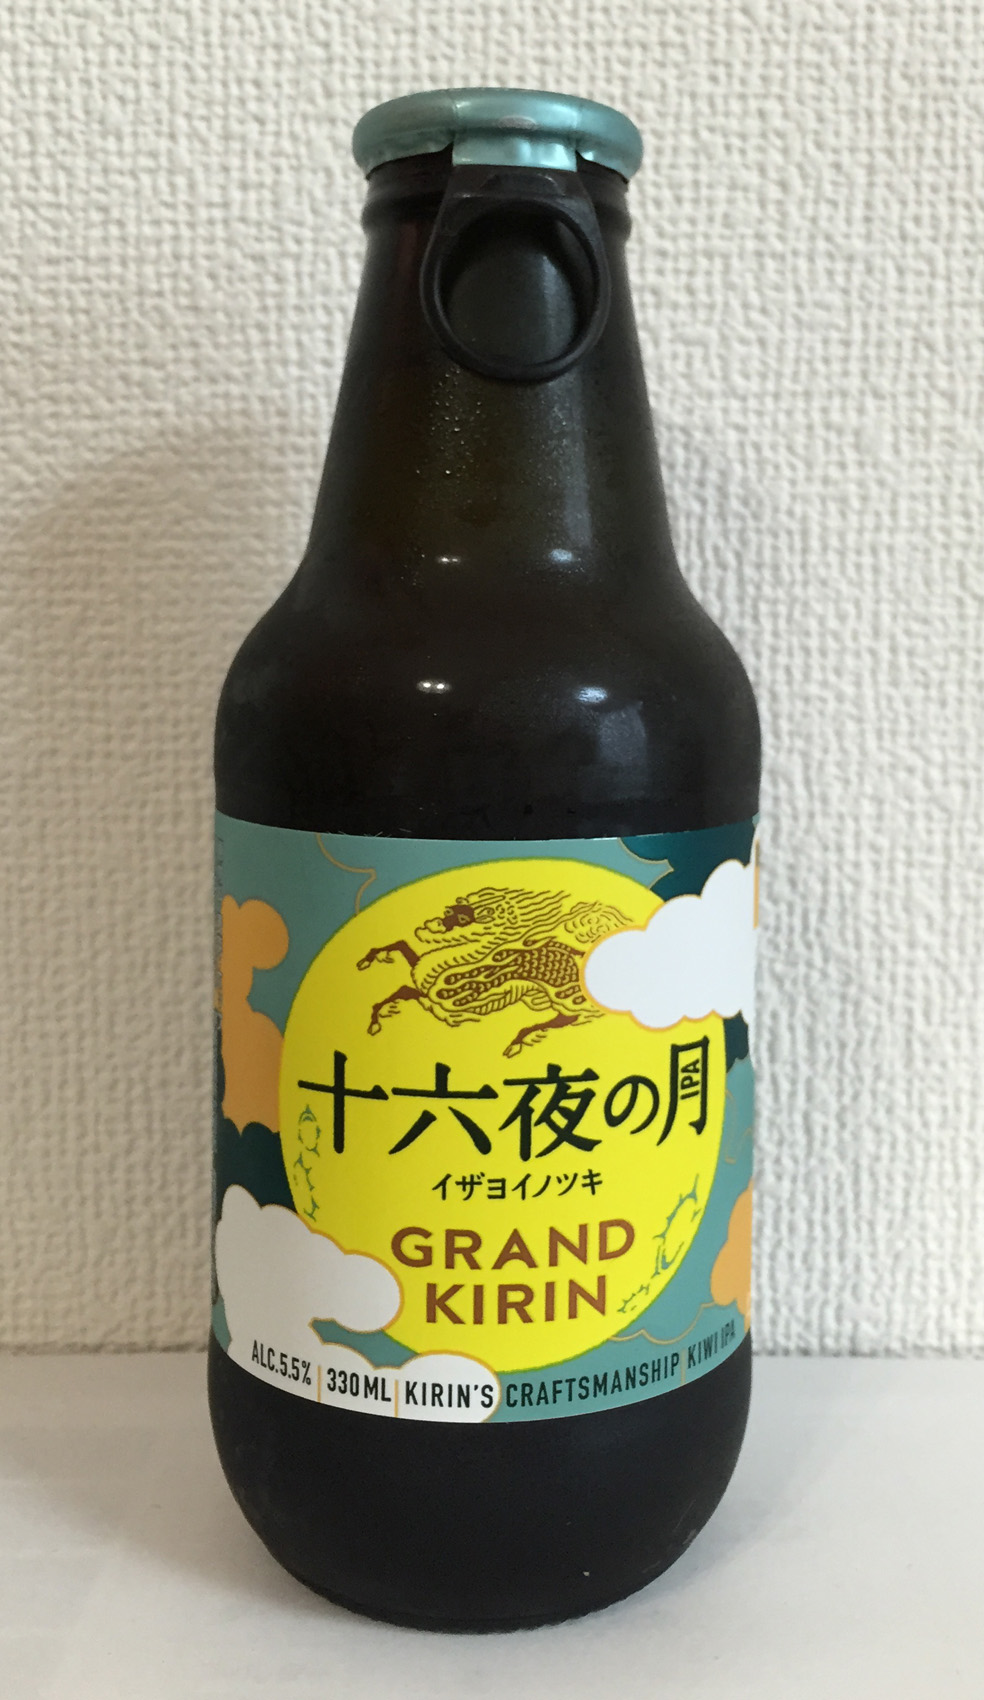 十六夜の月
IPA
イザヨイノツキ
GRAND
KIRIN
ALC.5.5% | 330ML | KIRIN'S CRAFTSMANSHIP | KIWI IPA